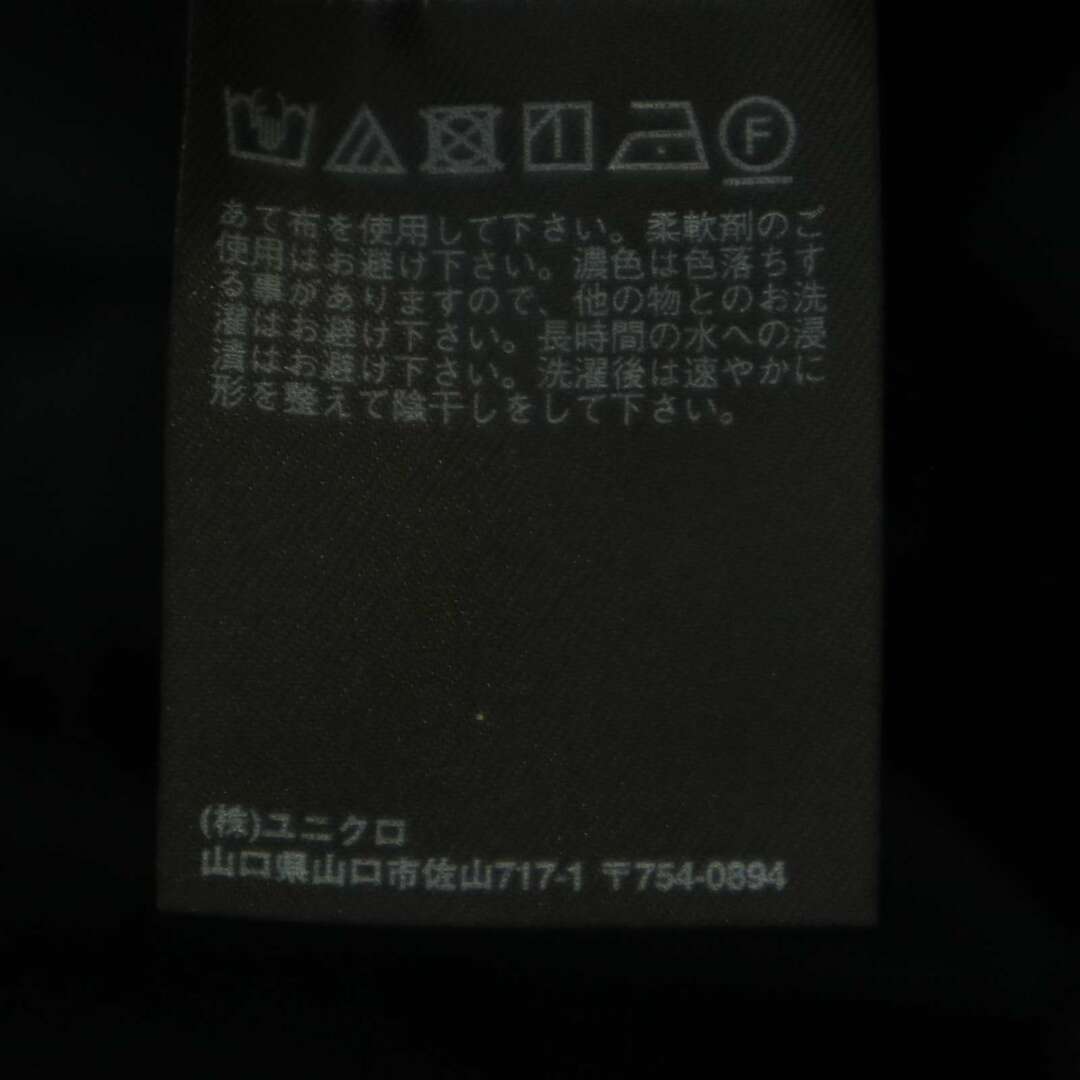 F
あて布を使用して下さい。柔軟剤のご
使用はお避け下さい。濃色は色落ちす
る事がありますので、他の物とのお洗
濯はお避け下さい。長時間の水への浸
漬はお避け下さい。洗濯後は速やかに
形を整えて陰干しをして下さい。
(株)ユニクロ
山口県山口市佐山717-1 〒754-0894